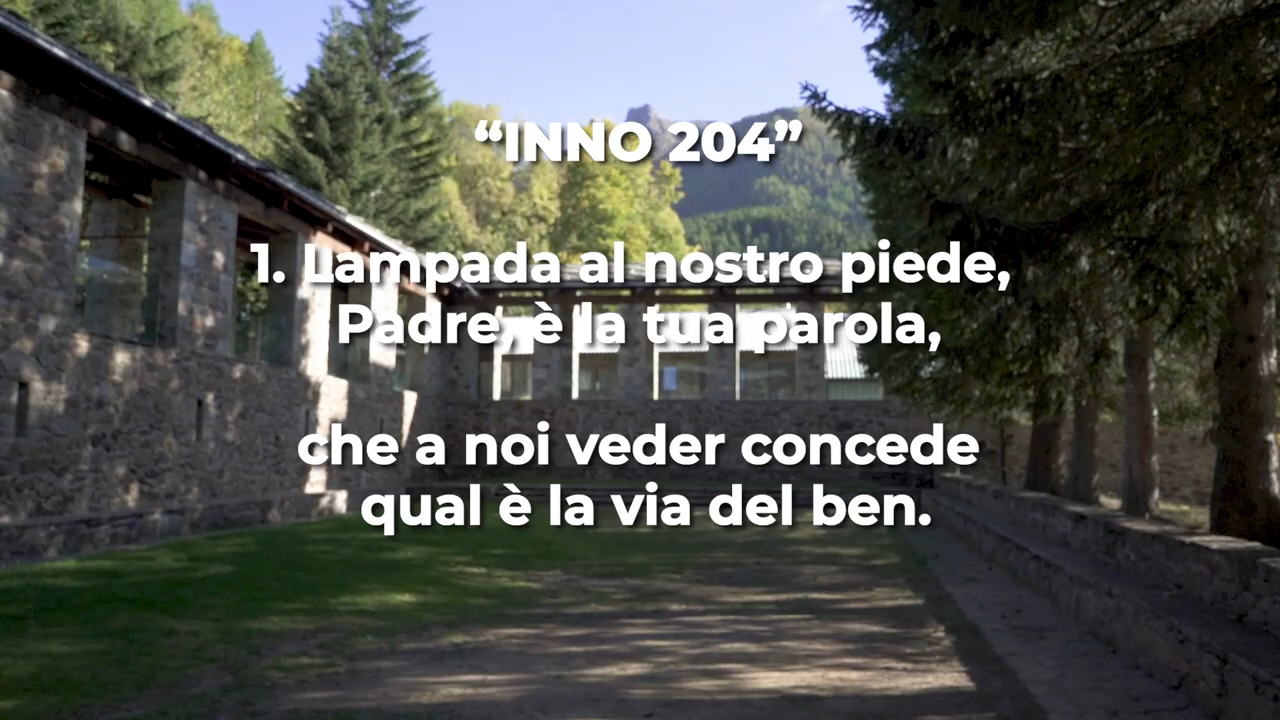 “INNO 204”
1. Lampada al nostro piede,
Padre, è la tua parola,
che a noi veder concede
qual è la via del ben.